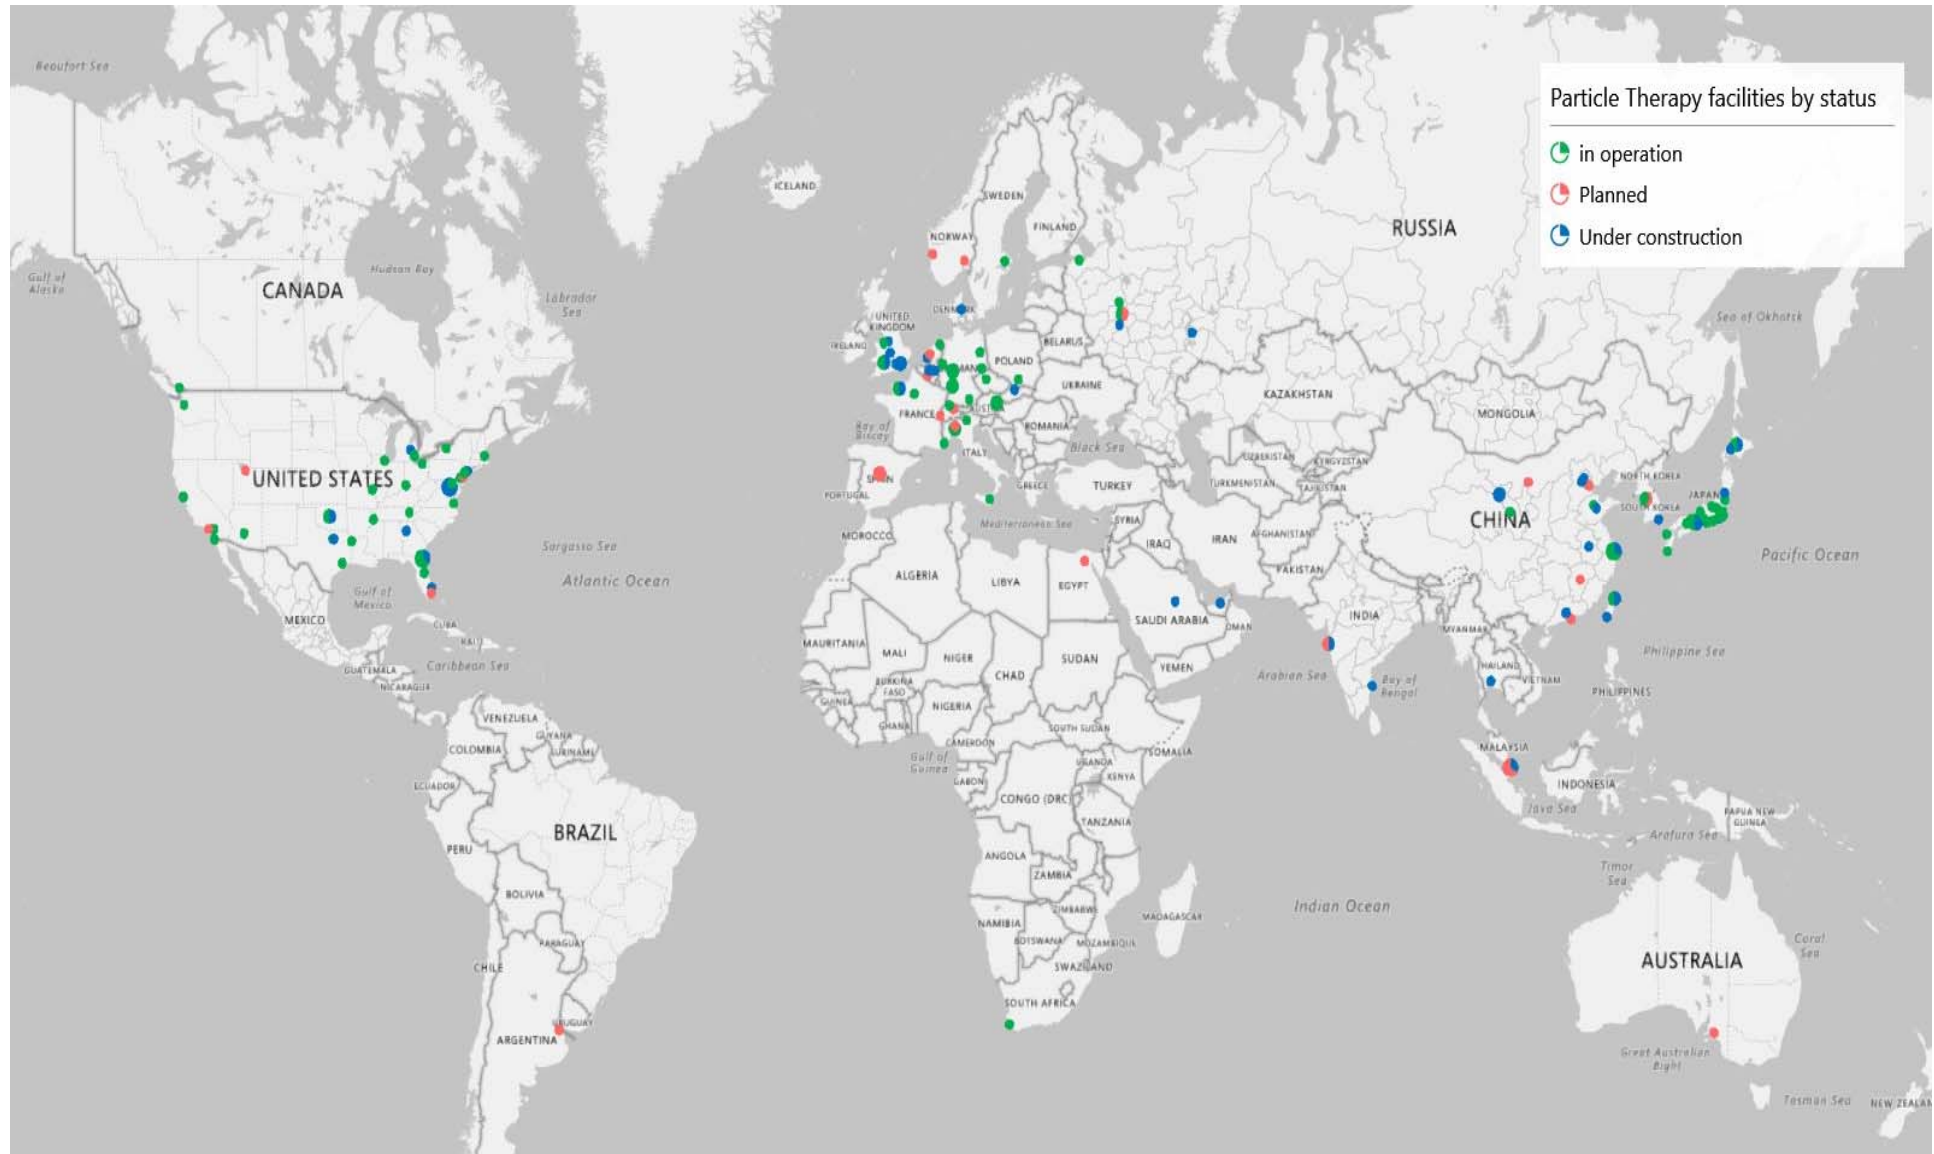 Beaufort Sea
Particle Therapy facilities by status
in operation
Planned
Under construction
ICELAND
SWEDEN
FINLAND
NORWAY
RUSSIA
Gulf of
Alaska
CANADA
Hudson Bay
Labrador
Sea
Sea of Okhotsk
UNITED
KINGDOM
IRELAND
BELARUS
POLAND
UKRAINE
KAZAKHSTAN
MONGOLIA
FRANCE
ROMANIA
Bay of
Biscay
Black Sea
ITALY
UZBEKISTAN
KYRGYZSTAN
TURKMENISTAN
TAJIKISTAN
NORTH KOREA
SOUTH KOREA
JAPAN
UNITED STATES
PORTUGAL
GREECE
TURKEY
CHINA
Mediterranean Sea
SYRIA
MOROCCO
IRAQ
IRAN
AFGHANISTAN
PAKISTAN
Sargasso Sea
Atlantic Ocean
Pacific Ocean
ALGERIA
LIBYA
EGYPT
Gulf of
Mexico
MEXICO
CUBA
HAITI
SAUDI ARABIA
OMAN
INDIA
MYANMAR
GUATEMALA
Caribbean Sea
NICARAGUA
MAURITANIA
MALI
NIGER
CHAD
SUDAN
YEMEN
Arabian Sea
Bay of
Bengal
VIETNAM
Philippine Sea
PHILIPPINES
BURKINA
FASO
GUINEA
GHANA
NIGERIA
CAMEROON
SOUTH SUDAN
SOMALIA
VENEZUELA
GUYANA
SURINAME
COLOMBIA
Gulf of
Guinea
GABON
UGANDA
KENYA
MALAYSIA
ECUADOR
CONGO (DRC)
INDONESIA
Java Sea
PAPUA NEW
GUINEA
BRAZIL
TANZANIA
Arafura Sea
PERU
ANGOLA
ZAMBIA
Timor
Sea
BOLIVIA
NAMIBIA
ZIMBABWE
BOTSWANA
MOZAMBIQUE
MADAGASCAR
Indian Ocean
PARAGUAY
CHILE
SWAZILAND
AUSTRALIA
Coral
Sea
SOUTH AFRICA
URUGUAY
ARGENTINA
Great Australian
Bight
Tasman Sea